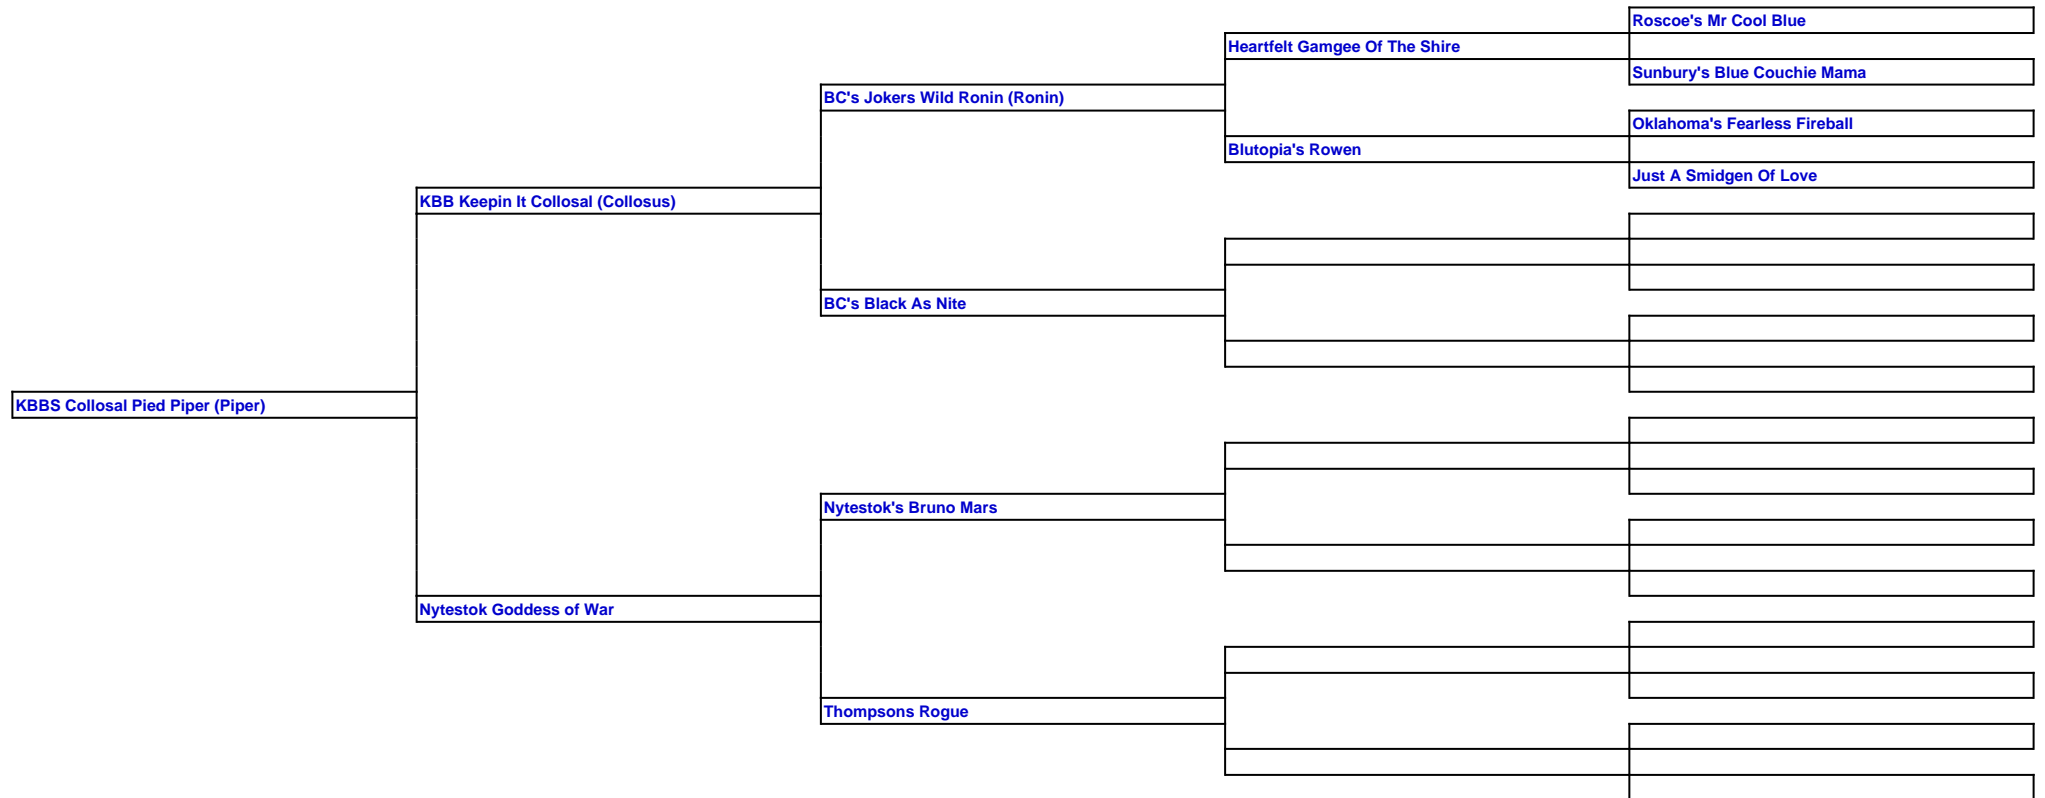 Roscoe's Mr Cool Blue
Heartfelt Gamgee Of The Shire
Sunbury's Blue Couchie Mama
BC's Jokers Wild Ronin (Ronin)
Oklahoma's Fearless Fireball
Blutopia's Rowen
Just A Smidgen Of Love
KBB Keepin It Collosal (Collosus)
BC's Black As Nite
KBBS Collosal Pied Piper (Piper)
Nytestok's Bruno Mars
Nytestok Goddess of War
Thompsons Rogue